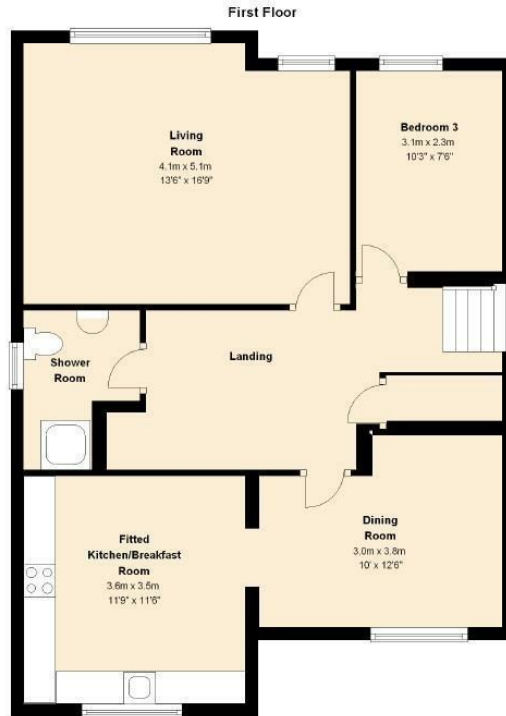 First Floor
Living
Room
4.1m x 5.1m
13'6" x 16'9"
Bedroom 3
3.1m x 2.3m
10'3" x 7'6"
Shower
Room
Landing
Fitted
Kitchen/Breakfast
Room
3.6m x 3.5m
11'9" x 11'6"
Dining
Room
3.0m x 3.8m
10' x 12'6"